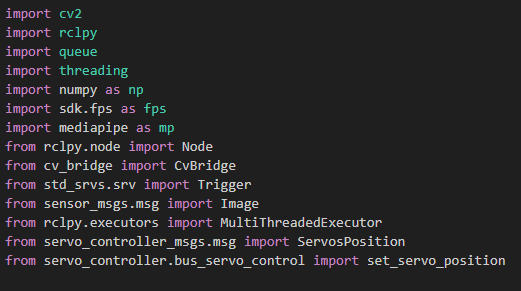 import cv2
import rclpy
import queue
import threading
import numpy as np
import sdk.fps as fps
import mediapipe as mp
from rclpy.node import Node
from cv_bridge import CvBridge
from std_srvs.srv import Trigger
from sensor_msgs.msg import Image
from rclpy.executors import MultiThreadedExecutor
from servo_controller_msgs.msg import ServosPosition
from servo_controller.bus_servo_control import set_servo_position